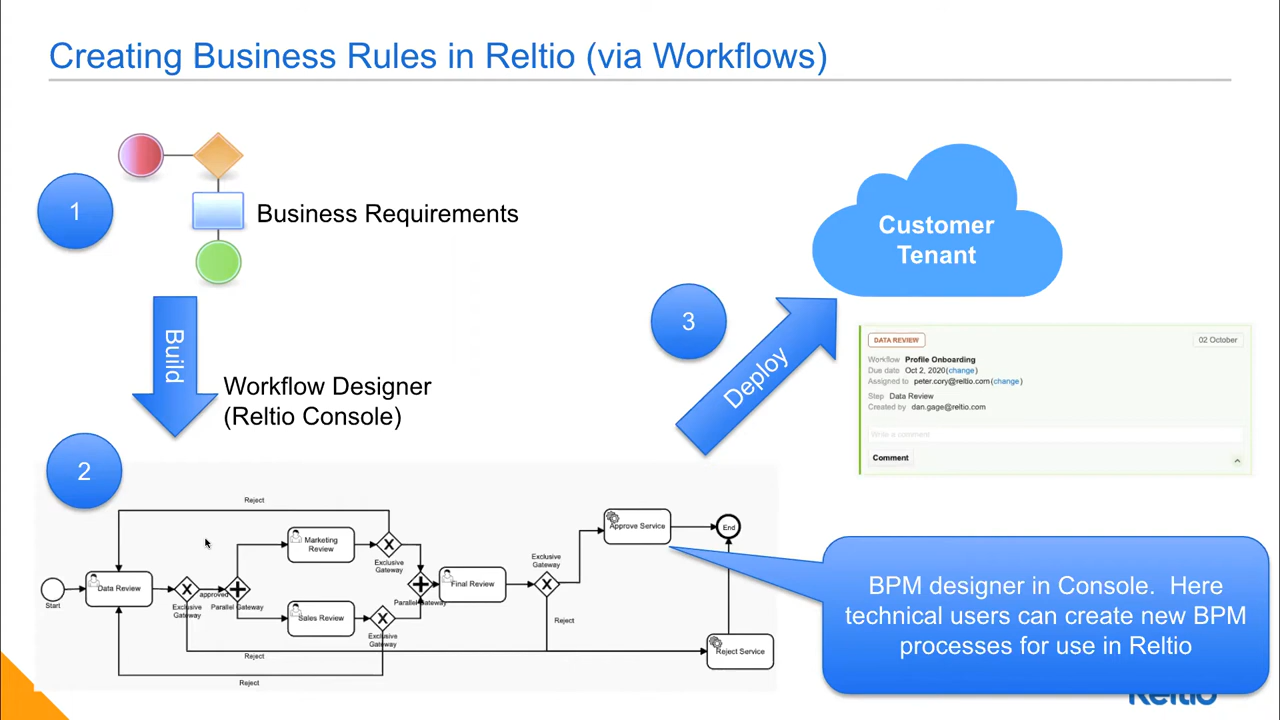 Creating Business Rules in Reltio (via Workflows)
1
Business Requirements
Build
Workflow Designer
(Reltio Console)
2
3
Deploy
Customer
Tenant
DATA REVIEW
02 October
Workflow Profile Onboarding
Due date Oct 2, 2020(change)
Assigned to peter.cory@reltio.com(change)
Step Data Review
Created by dan.gage@reltio.com
Write a comment
Comment
Start
Data Review
Exclusive
Gateway
approved
Parallel Gateway
Reject
Marketing
Review
Exclusive
Gateway
Sales Review
Exclusive
Gateway
Reject
Reject
Parallel Gateway
Final Review
Exclusive
Gateway
Reject
Approve Service
End
Reject Service
BPM designer in Console. Here
technical users can create new BPM
processes for use in Reltio
Reltio